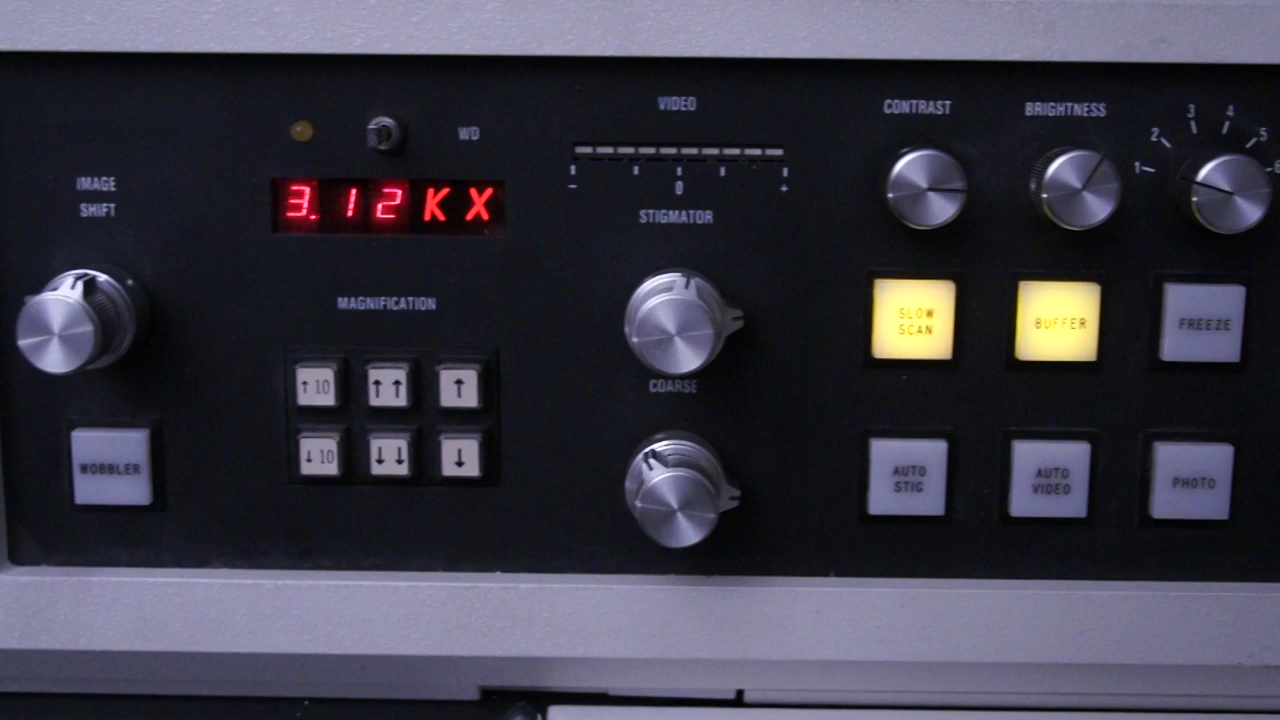 VIDEO
CONTRAST
BRIGHTNESS
1 2 3 4 5 6
WD
IMAGE
SHIFT
3.12KX
- 0 +
STIGMATOR
MAGNIFICATION
SLOW
SCAN
BUFFER
FREEZE
↑10 ↑↑ ↑
COARSE
↓10 ↓↓ ↓
WOBBLER
AUTO
STIG
AUTO
VIDEO
PHOTO